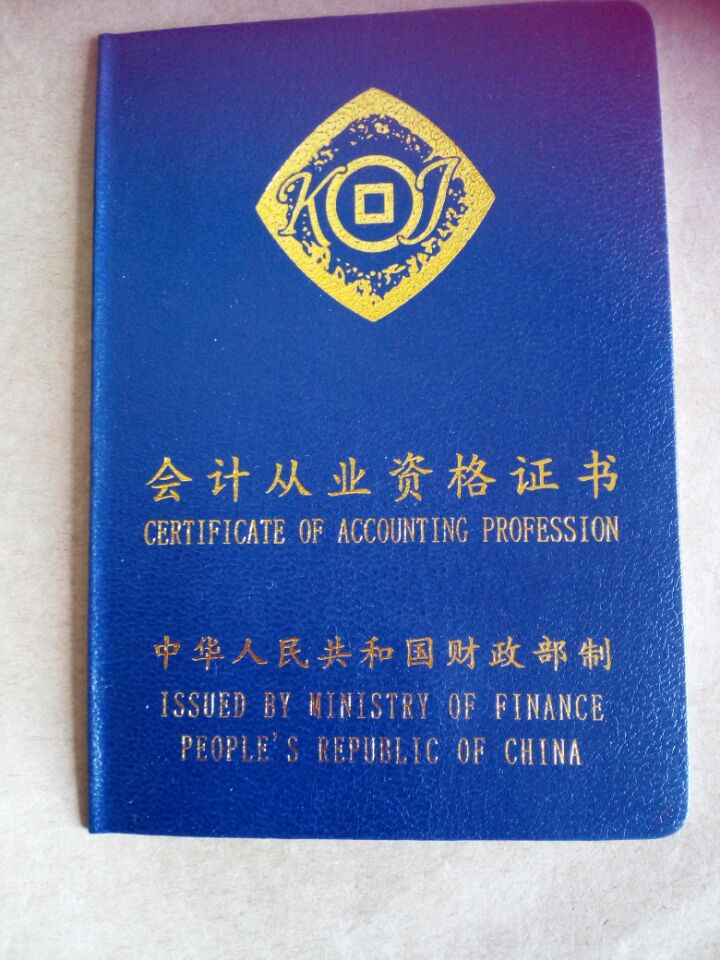 KJ
会计从业资格证书
CERTIFICATE OF ACCOUNTING PROFESSION
中华人民共和国财政部制
ISSUED BY MINISTRY OF FINANCE
PEOPLE'S REPUBLIC OF CHINA